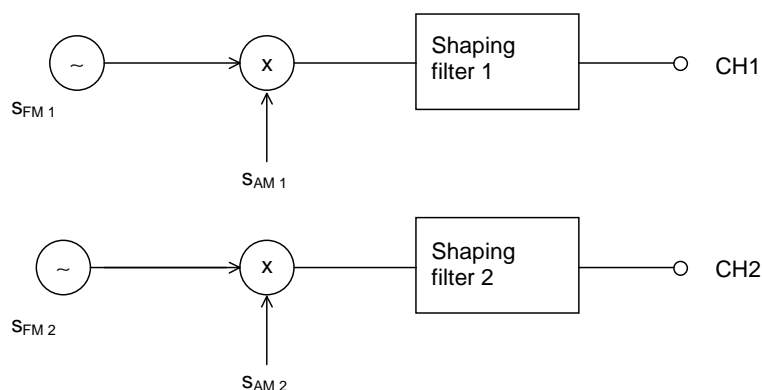 ~
x
Shaping
filter 1
CH1
SFM 1
SAM 1
~
x
Shaping
filter 2
CH2
SFM 2
SAM 2